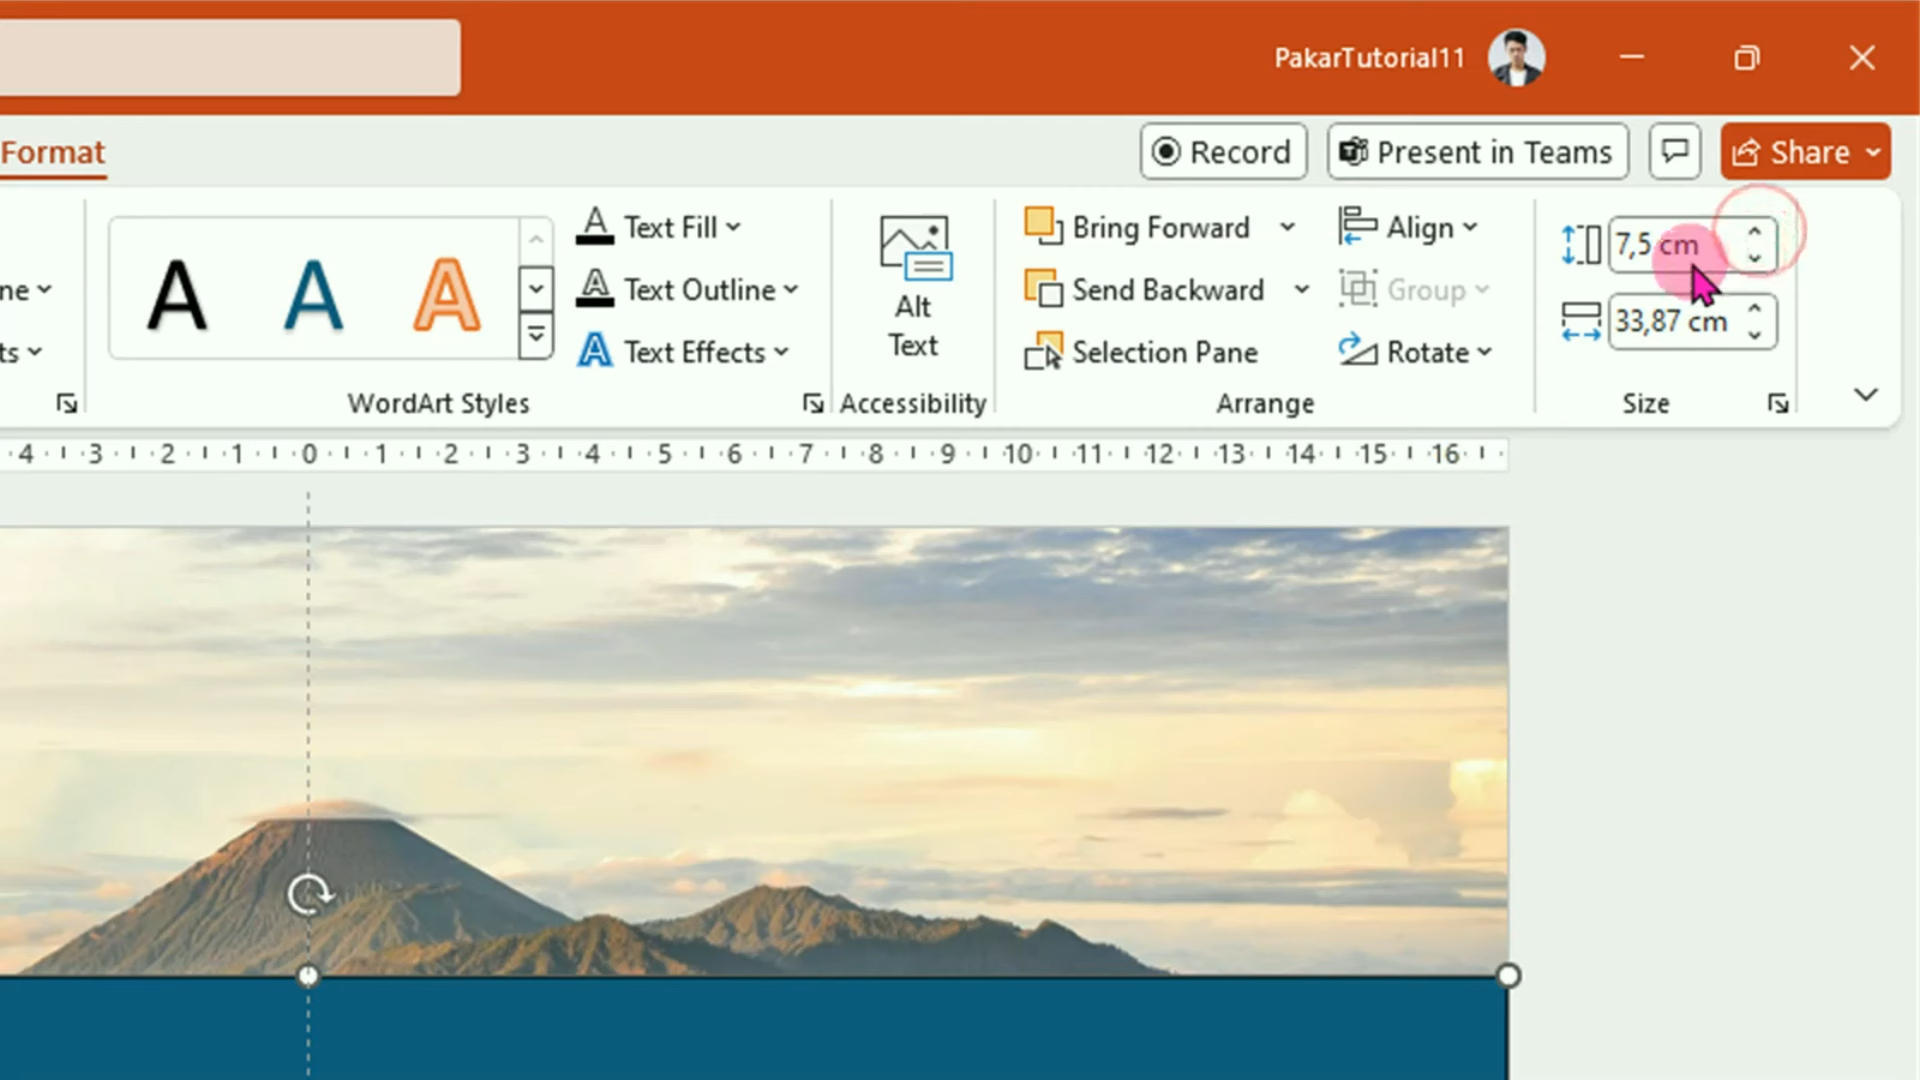 PakarTutorial11
Format
Record
Present in Teams
Share
ne
ts
A A A
Text Fill
Text Outline
Text Effects
WordArt Styles
Alt
Text
Accessibility
Bring Forward
Send Backward
Selection Pane
Align
Group
Rotate
Arrange
7,5 cm
33,87 cm
Size
4 3 2 1 0 1 2 3 4 5 6 7 8 9 10 11 12 13 14 15 16